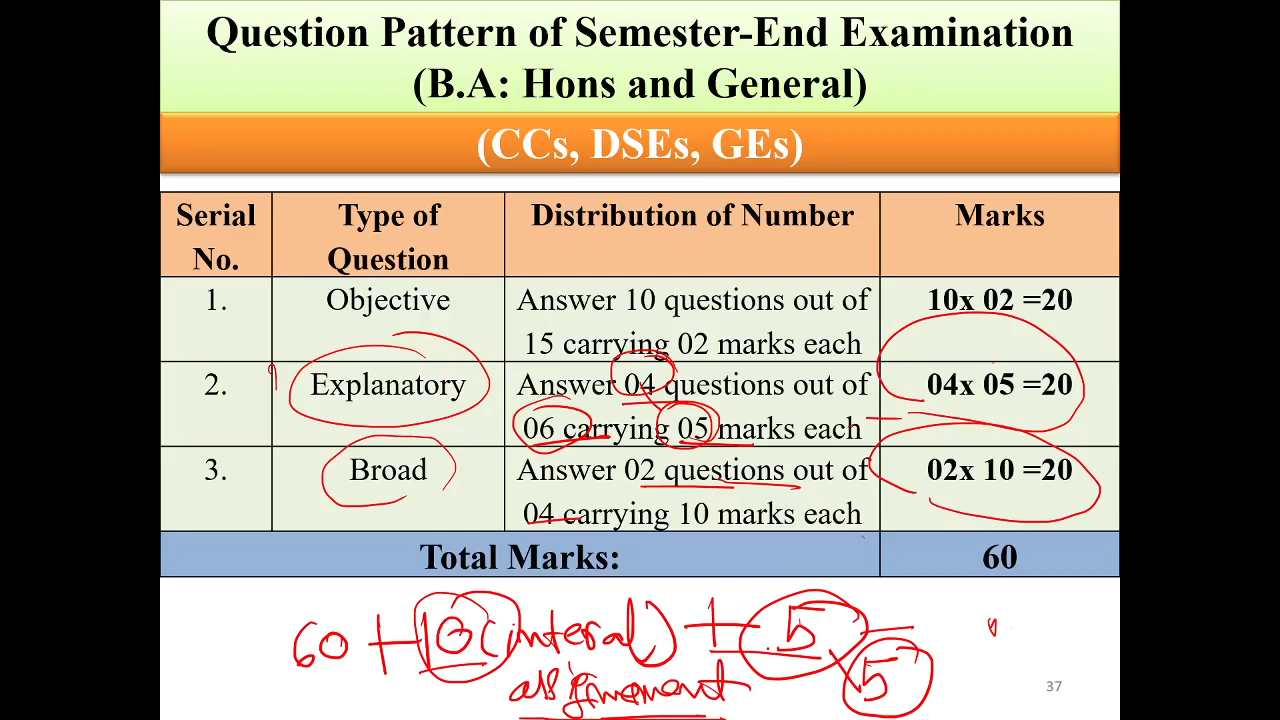 Question Pattern of Semester-End Examination
(B.A: Hons and General)
(CCs, DSEs, GEs)
Serial No.
Type of Question
Distribution of Number
Marks
1.
Objective
Answer 10 questions out of
15 carrying 02 marks each
10x 02 =20
2.
Explanatory
Answer 04 questions out of
06 carrying 05 marks each
04x 05 =20
3.
Broad
Answer 02 questions out of
04 carrying 10 marks each
02x 10 =20
Total Marks:
60
60 + 10 (interal) + 5
5
37